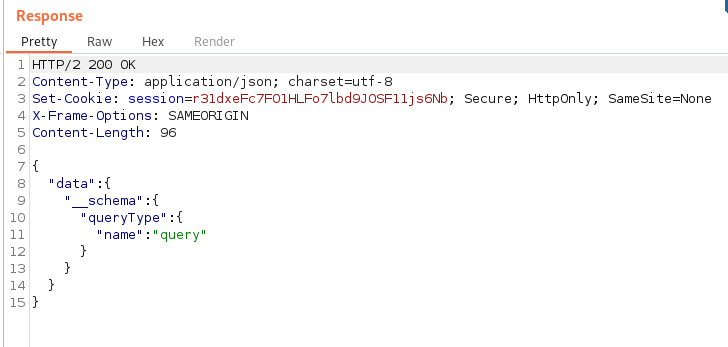 Response
Pretty Raw Hex Render
1 HTTP/2 200 OK
2 Content-Type: application/json; charset=utf-8
3 Set-Cookie: session=r31dxeFc7FO1HLFo7lbd9JOSF11js6Nb; Secure; HttpOnly; SameSite=None
4 X-Frame-Options: SAMEORIGIN
5 Content-Length: 96
6
7 {
8 "data":{
9 "__schema":{
10 "queryType":{
11 "name":"query"
12 }
13 }
14 }
15 }